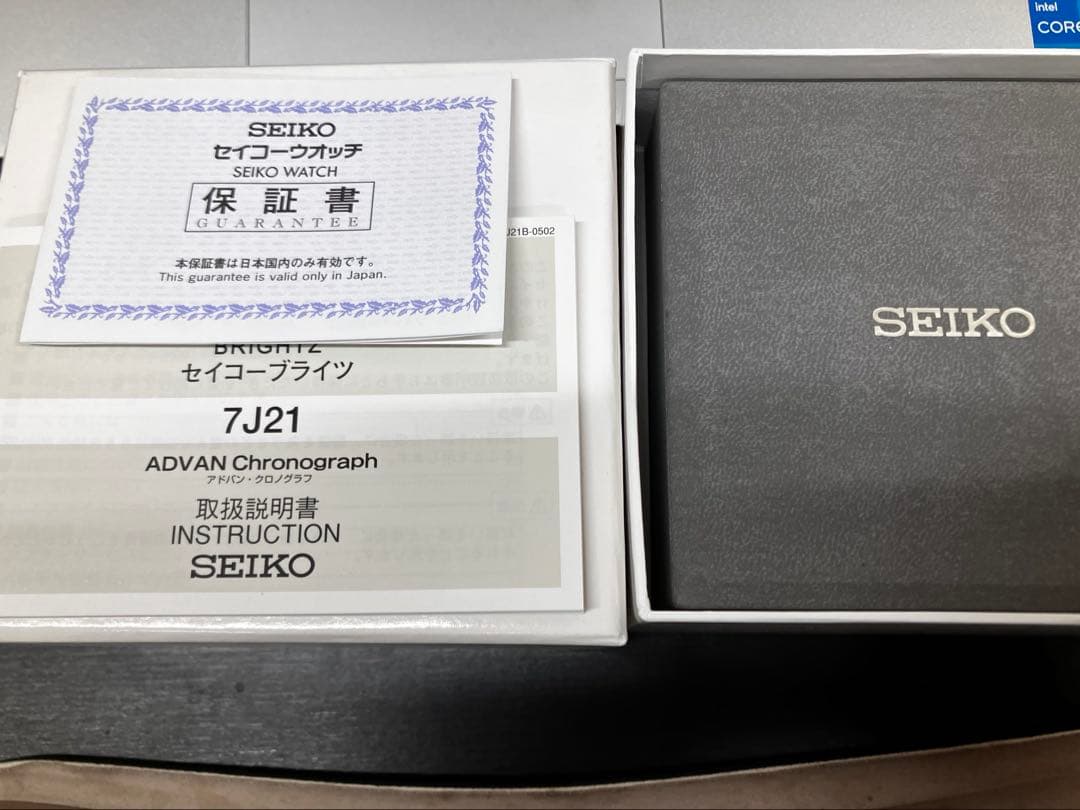 intel
CORE
SEIKO
セイコーウオッチ
SEIKO WATCH
保証書
GUARANTEE
本保証書は日本国内のみ有効です。
This guarantee is valid only in Japan.
J21B-0502
BRIGHTZ
セイコーブライツ
7J21
ADVAN Chronograph
アドバン・クロノグラフ
取扱説明書
INSTRUCTION
SEIKO
SEIKO